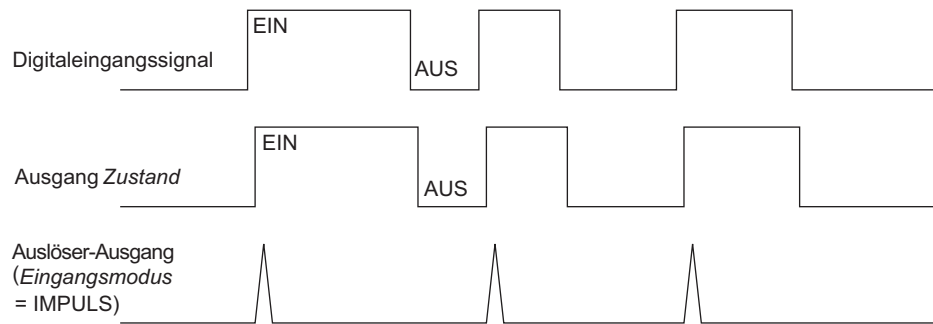 EIN
Digitaleingangssignal
AUS
EIN
Ausgang Zustand
AUS
Auslöser-Ausgang
(Eingangsmodus
= IMPULS)